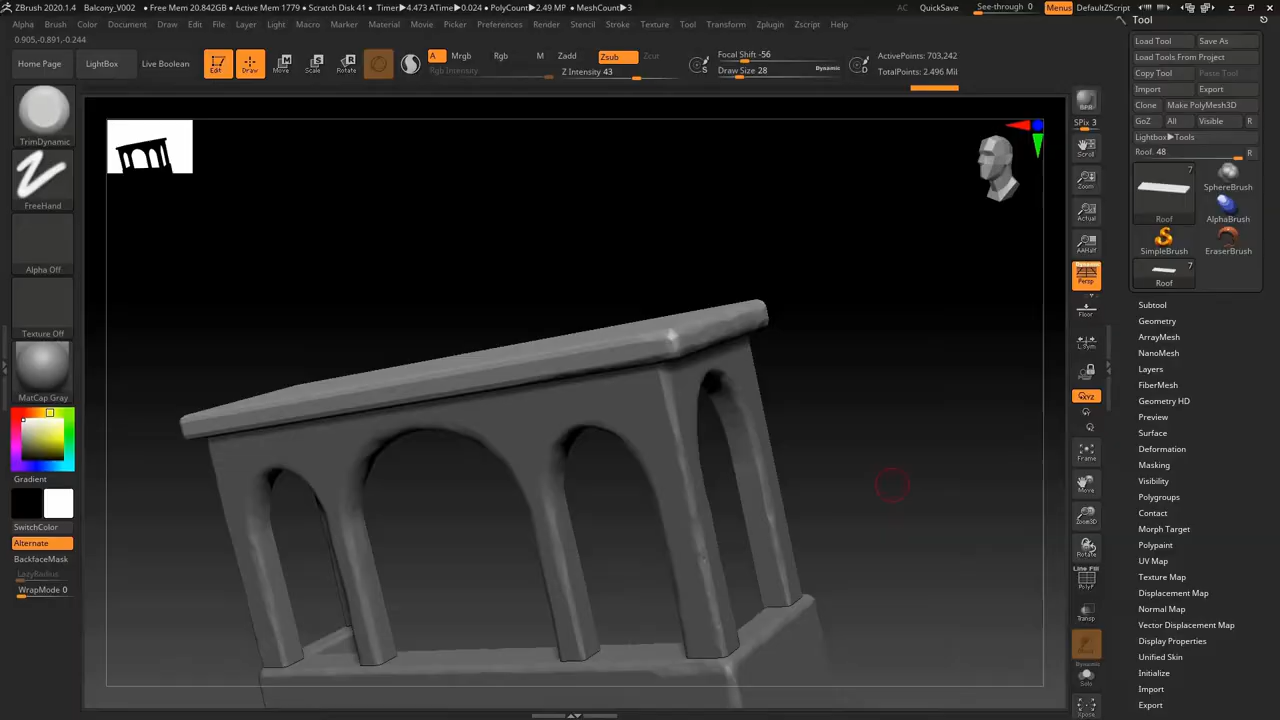 ZBrush 2020.1.4 Balcony_V002 • Free Mem 20.842GB • Active Mem 1779 • Scratch Disk 41 • Timer▶4.473 ATime▶0.024 • PolyCount▶2.49 MP • MeshCount▶3 AC QuickSave See-through 0 Menus DefaultZScript
Alpha Brush Color Document Draw Edit File Layer Light Macro Marker Material Movie Picker Preferences Render Stencil Stroke Texture Tool Transform Zplugin Zscript Help
0.905,-0.891,-0.244
Home Page LightBox Live Boolean
Edit Draw Move Scale Rotate
A Mrgb Rgb M Zadd Zsub Zcut
Rgb Intensity Z Intensity 43
S Focal Shift -56
Draw Size 28 Dynamic
D ActivePoints: 703,242
TotalPoints: 2.496 Mil
TrimDynamic
FreeHand
Alpha Off
Texture Off
MatCap Gray
Gradient
SwitchColor
Alternate
BackfaceMask
LazyRadius
WrapMode 0
BPR
SPix 3
Scroll
Zoom
Actual
AAHalf
Dynamic
Persp
Floor
L.Sym
XYZ
Frame
Move
Zoom3D
Rotate
Line Fill
PolyF
Transp
Dynamic
Solo
Xpose
Tool
Load Tool Save As
Load Tools From Project
Copy Tool Paste Tool
Import Export
Clone Make PolyMesh3D
GoZ All Visible R
Lightbox▶Tools
Roof. 48 R
7
Roof SphereBrush
AlphaBrush
SimpleBrush EraserBrush
7
Roof
Subtool
Geometry
ArrayMesh
NanoMesh
Layers
FiberMesh
Geometry HD
Preview
Surface
Deformation
Masking
Visibility
Polygroups
Contact
Morph Target
Polypaint
UV Map
Texture Map
Displacement Map
Normal Map
Vector Displacement Map
Display Properties
Unified Skin
Initialize
Import
Export